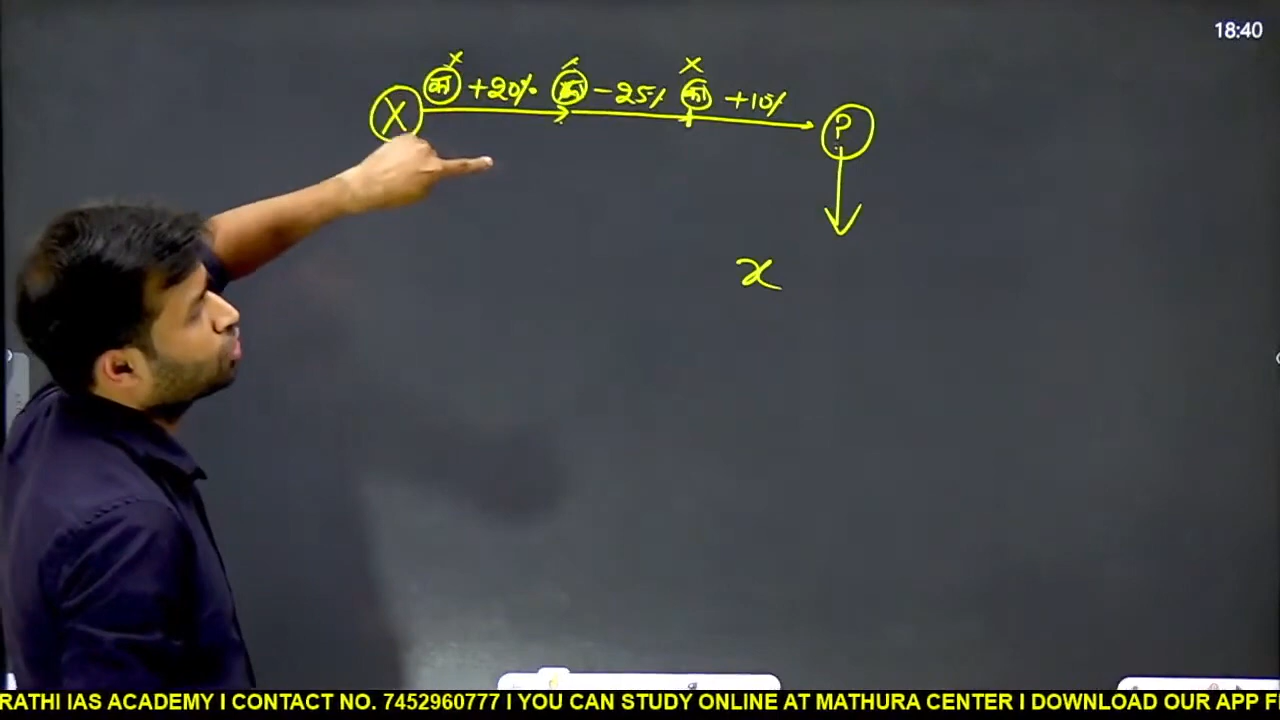 18:40
x ^ x
X का +20% का -25% का +10% ?
x
RATHI IAS ACADEMY I CONTACT NO. 7452960777 I YOU CAN STUDY ONLINE AT MATHURA CENTER I DOWNLOAD OUR APP F